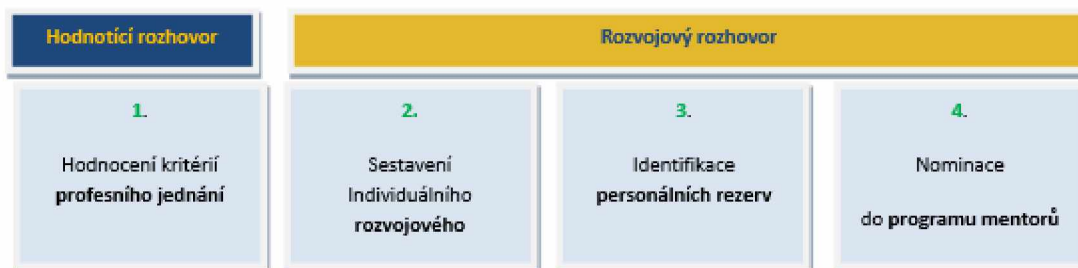 Hodnotící rozhovor
Rozvojový rozhovor
1.
Hodnocení kritérií
profesního jednání
2.
Sestavení
Individuálního
rozvojového
3.
Identifikace
personálních rezerv
4.
Nominace
do programu mentorů